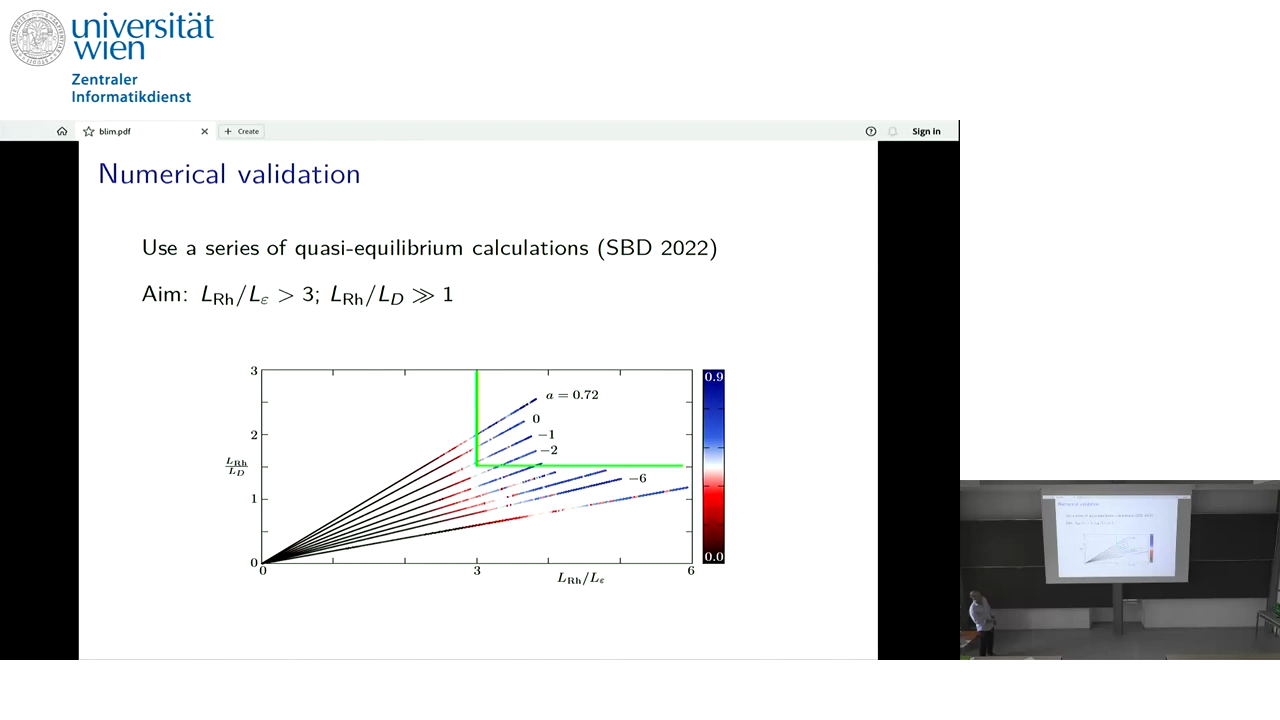 universität
wien
Zentraler
Informatikdienst
blim.pdf
Create
Sign in
Numerical validation
Use a series of quasi-equilibrium calculations (SBD 2022)
Aim: L_Rh/L_ε > 3; L_Rh/L_D ≫ 1
3
2
1
0
L_Rh/L_D
a = 0.72
0
−1
−2
−6
0.9
0.0
0
3
6
L_Rh/L_ε
Numerical validation